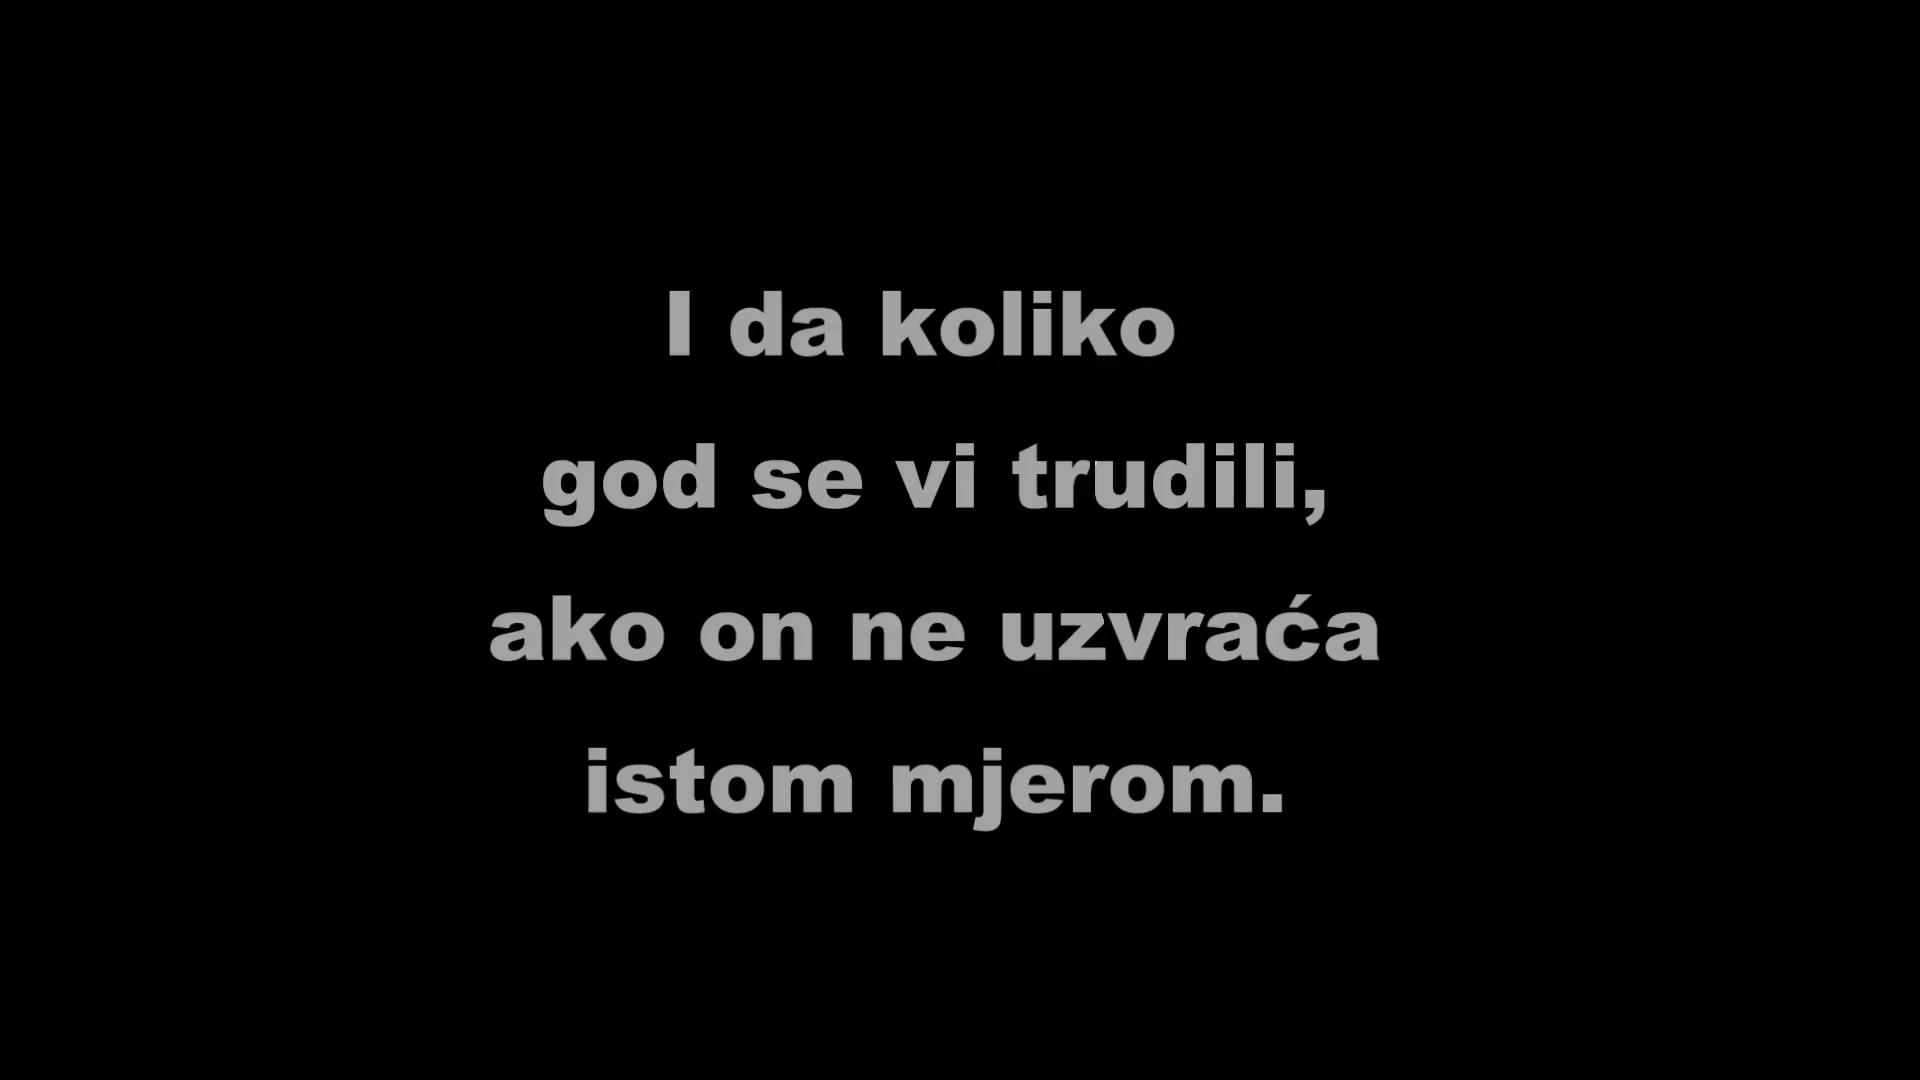 I da koliko
god se vi trudili,
ako on ne uzvraća
istom mjerom.